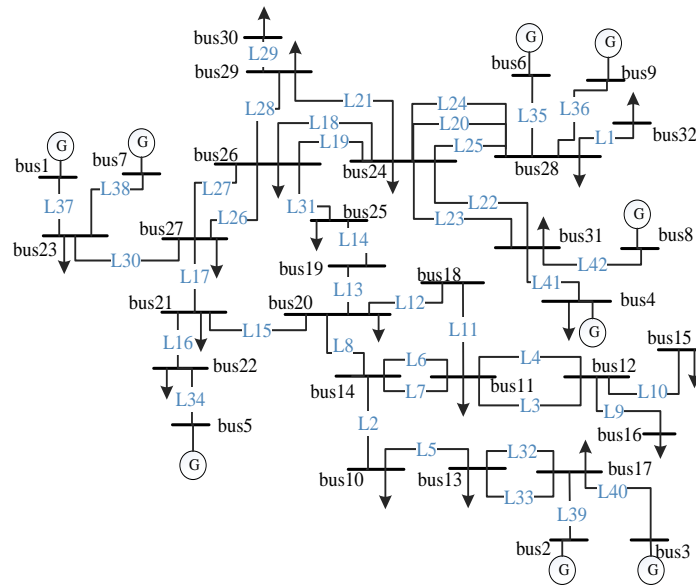 bus30
L29
bus29
G
bus6
G
bus9
L28
L21
L24
L35
L36
L18
L20
L1
bus32
G
bus1
G
bus7
bus26
L19
bus24
L25
bus28
L37
L38
L27
L31
L22
G
L26
bus25
L23
bus23
bus27
L14
bus31
bus8
L30
L42
L17
bus19
bus18
L41
bus21
L13
bus20
L12
bus4
L16
L15
L11
G
bus15
L8
L6
L4
bus12
bus22
bus14
L7
bus11
L10
L34
L3
L9
bus5
L2
bus16
L5
L32
G
bus10
bus13
bus17
L33
L40
L39
bus2
bus3
G
G